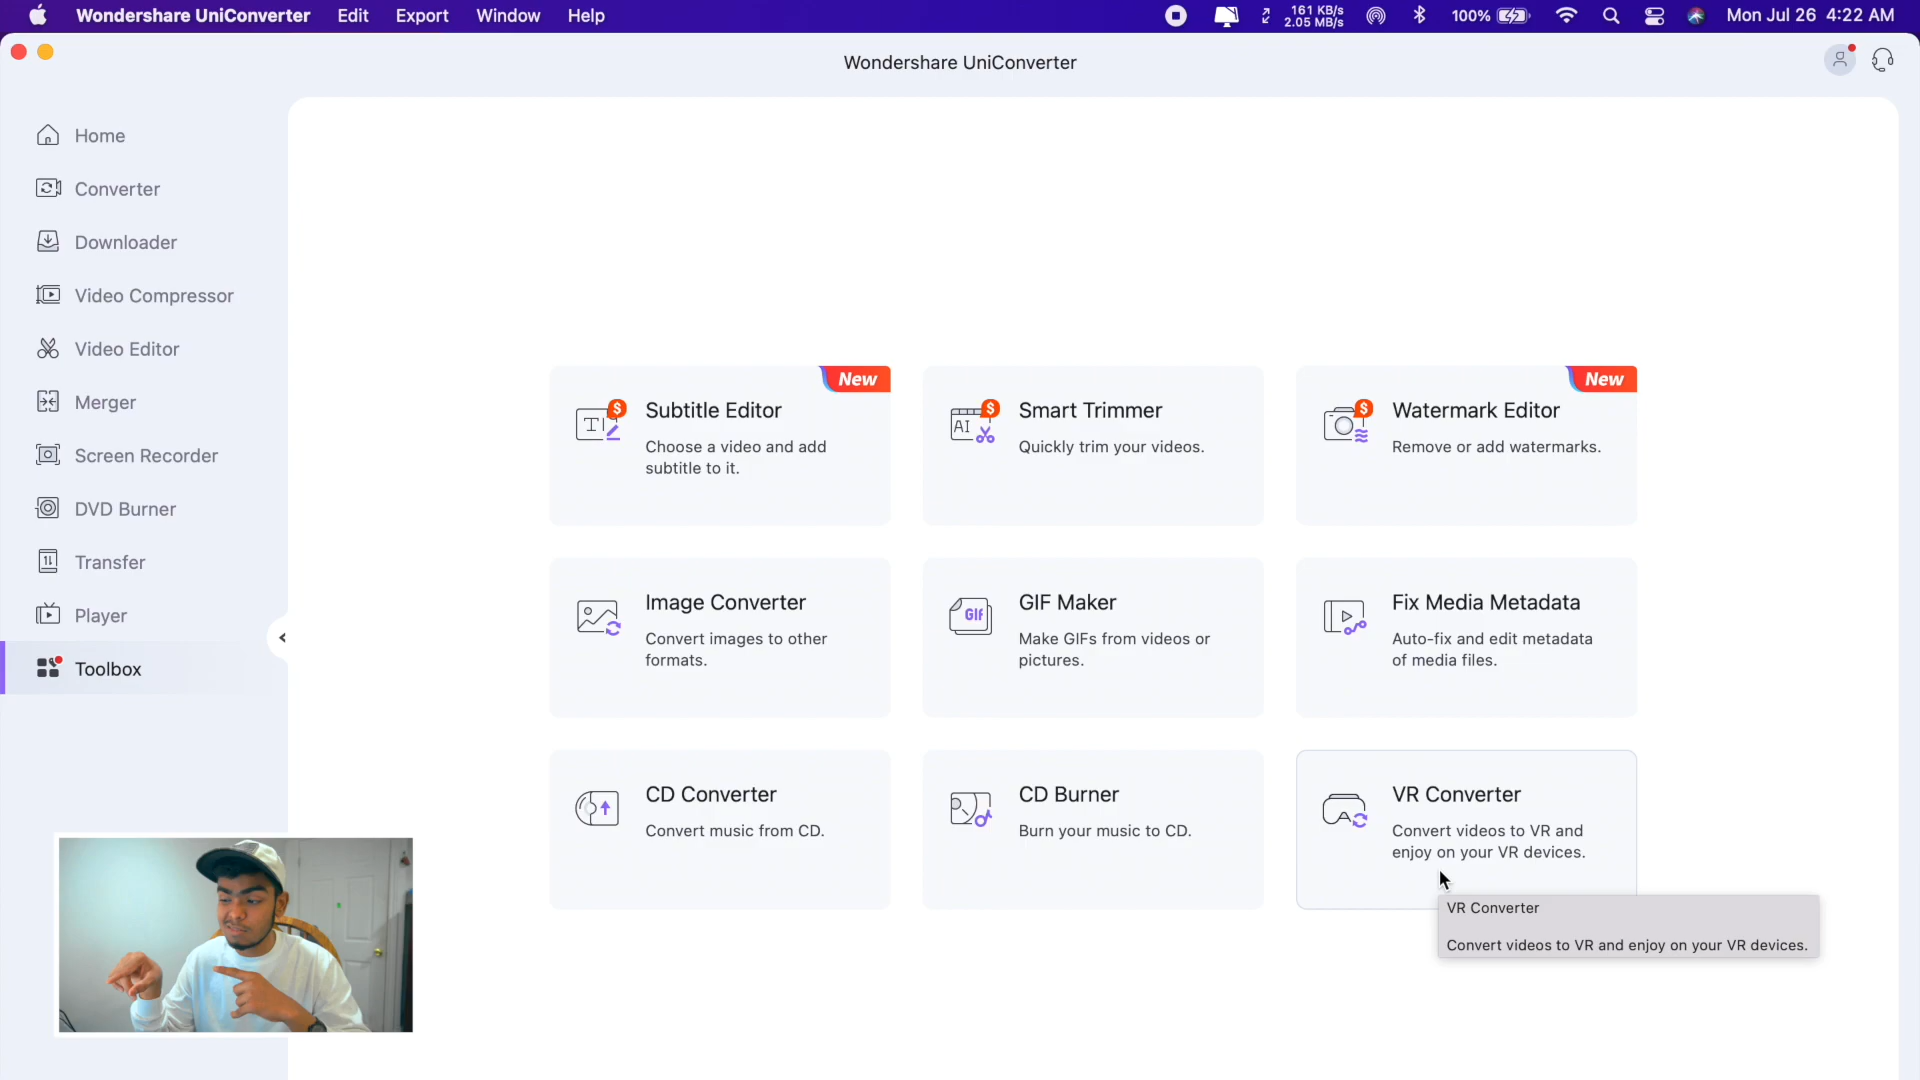 Wondershare UniConverter Edit Export Window Help
161 KB/s
2.05 MB/s
100%
Mon Jul 26 4:22 AM
Wondershare UniConverter
Home
Converter
Downloader
Video Compressor
Video Editor
Merger
Screen Recorder
DVD Burner
Transfer
Player
Toolbox
New
$
TI
Subtitle Editor
Choose a video and add
subtitle to it.
$
AI
Smart Trimmer
Quickly trim your videos.
New
$
Watermark Editor
Remove or add watermarks.
Image Converter
Convert images to other
formats.
GIF
GIF Maker
Make GIFs from videos or
pictures.
Fix Media Metadata
Auto-fix and edit metadata
of media files.
CD Converter
Convert music from CD.
CD Burner
Burn your music to CD.
VR Converter
Convert videos to VR and
enjoy on your VR devices.
VR Converter
Convert videos to VR and enjoy on your VR devices.